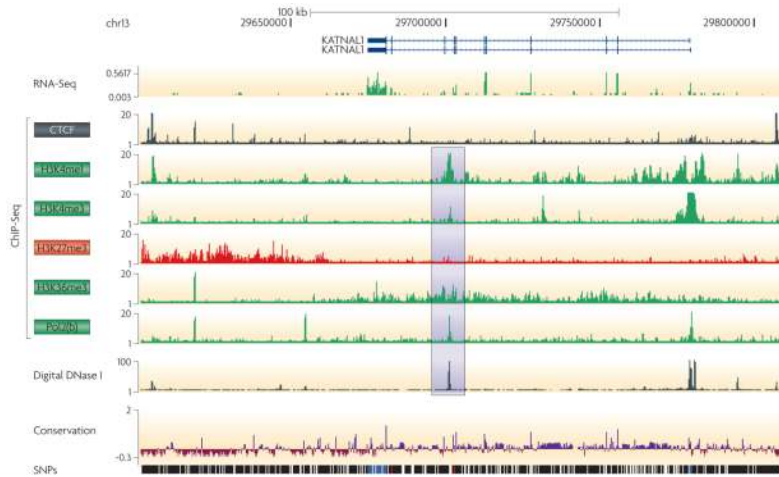 100 kb
chr13 29650000 29700000 29750000 29800000
KATNAL1
KATNAL1
RNA-Seq 0.5617
0.003
ChIP-Seq
CTCF 20
1
H3K4me1 20
1
H3K4me3 20
1
H3K27me3 20
1
H3K36me3 20
1
Pol2(b) 20
1
Digital DNase I 100
1
Conservation 2
-0.3
SNPs